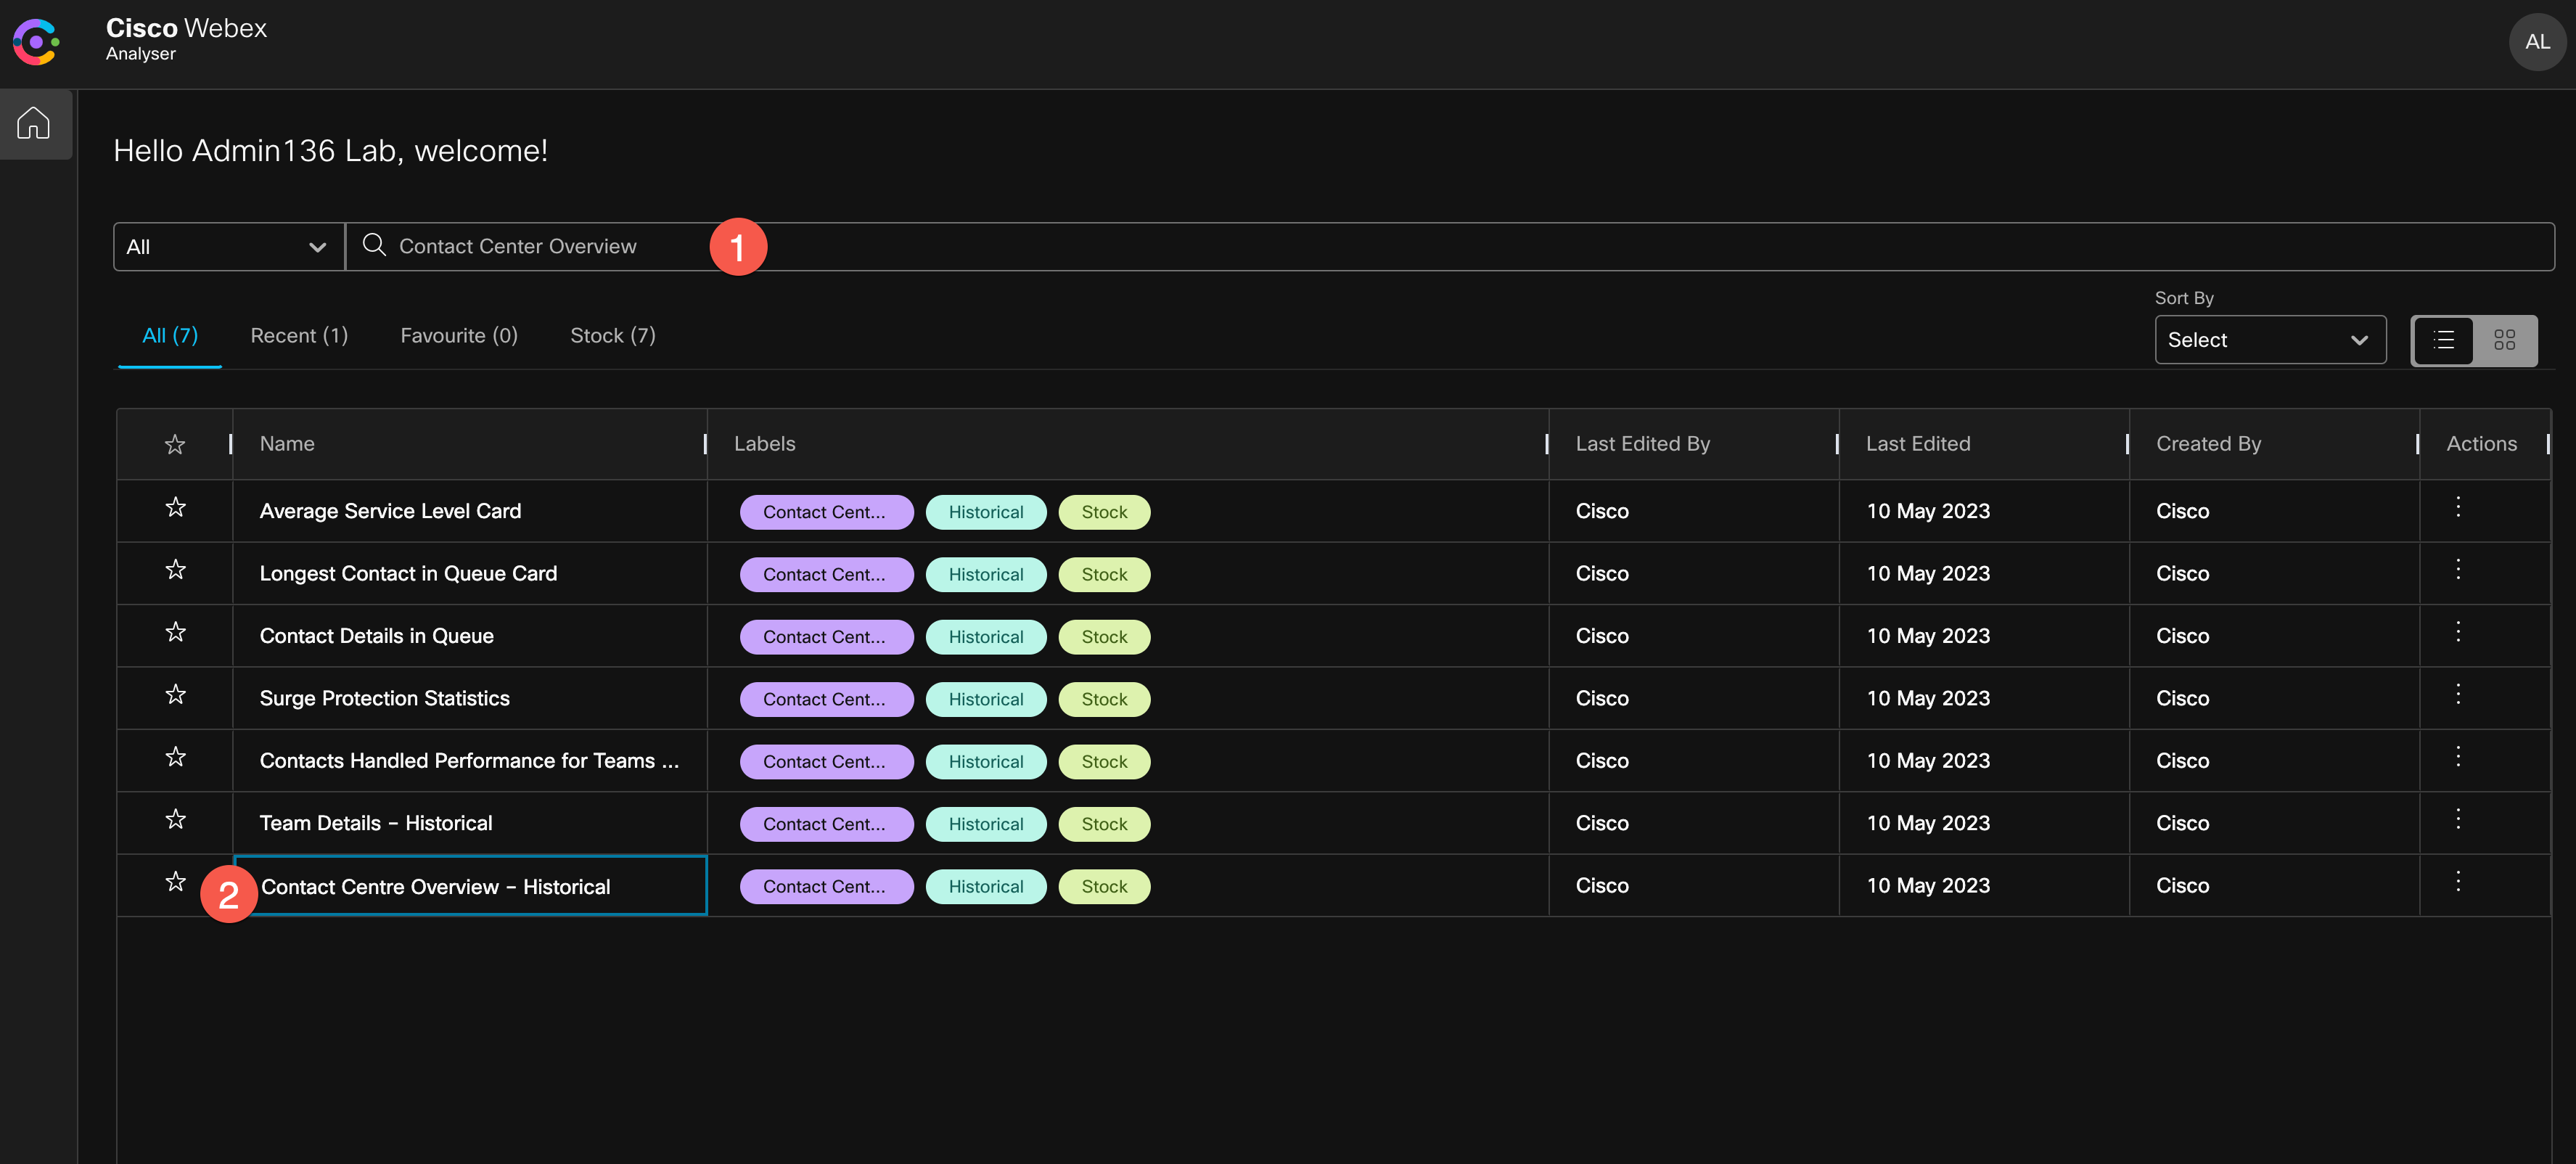 Cisco Webex
Analyser
AL
Hello Admin136 Lab, welcome!
All
Contact Center Overview
1
Sort By
All (7) Recent (1) Favourite (0) Stock (7)
Select
Name Labels Last Edited By Last Edited Created By Actions
Average Service Level Card Contact Cent... Historical Stock Cisco 10 May 2023 Cisco
Longest Contact in Queue Card Contact Cent... Historical Stock Cisco 10 May 2023 Cisco
Contact Details in Queue Contact Cent... Historical Stock Cisco 10 May 2023 Cisco
Surge Protection Statistics Contact Cent... Historical Stock Cisco 10 May 2023 Cisco
Contacts Handled Performance for Teams ... Contact Cent... Historical Stock Cisco 10 May 2023 Cisco
Team Details – Historical Contact Cent... Historical Stock Cisco 10 May 2023 Cisco
2 Contact Centre Overview – Historical Contact Cent... Historical Stock Cisco 10 May 2023 Cisco